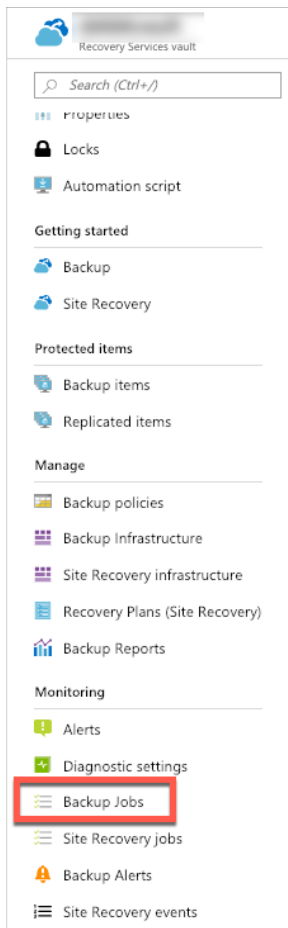 Recovery Services vault
Search (Ctrl+/)
Properties
Locks
Automation script
Getting started
Backup
Site Recovery
Protected items
Backup items
Replicated items
Manage
Backup policies
Backup Infrastructure
Site Recovery infrastructure
Recovery Plans (Site Recovery)
Backup Reports
Monitoring
Alerts
Diagnostic settings
Backup Jobs
Site Recovery jobs
Backup Alerts
Site Recovery events